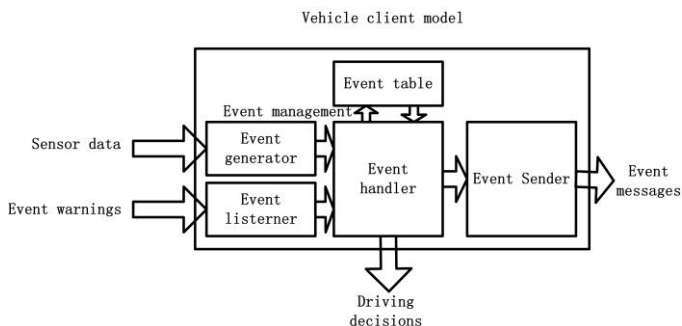 Vehicle client model
Event table
Event management
Sensor data
Event
generator
Event
handler
Event Sender
Event
messages
Event warnings
Event
listerner
Driving
decisions